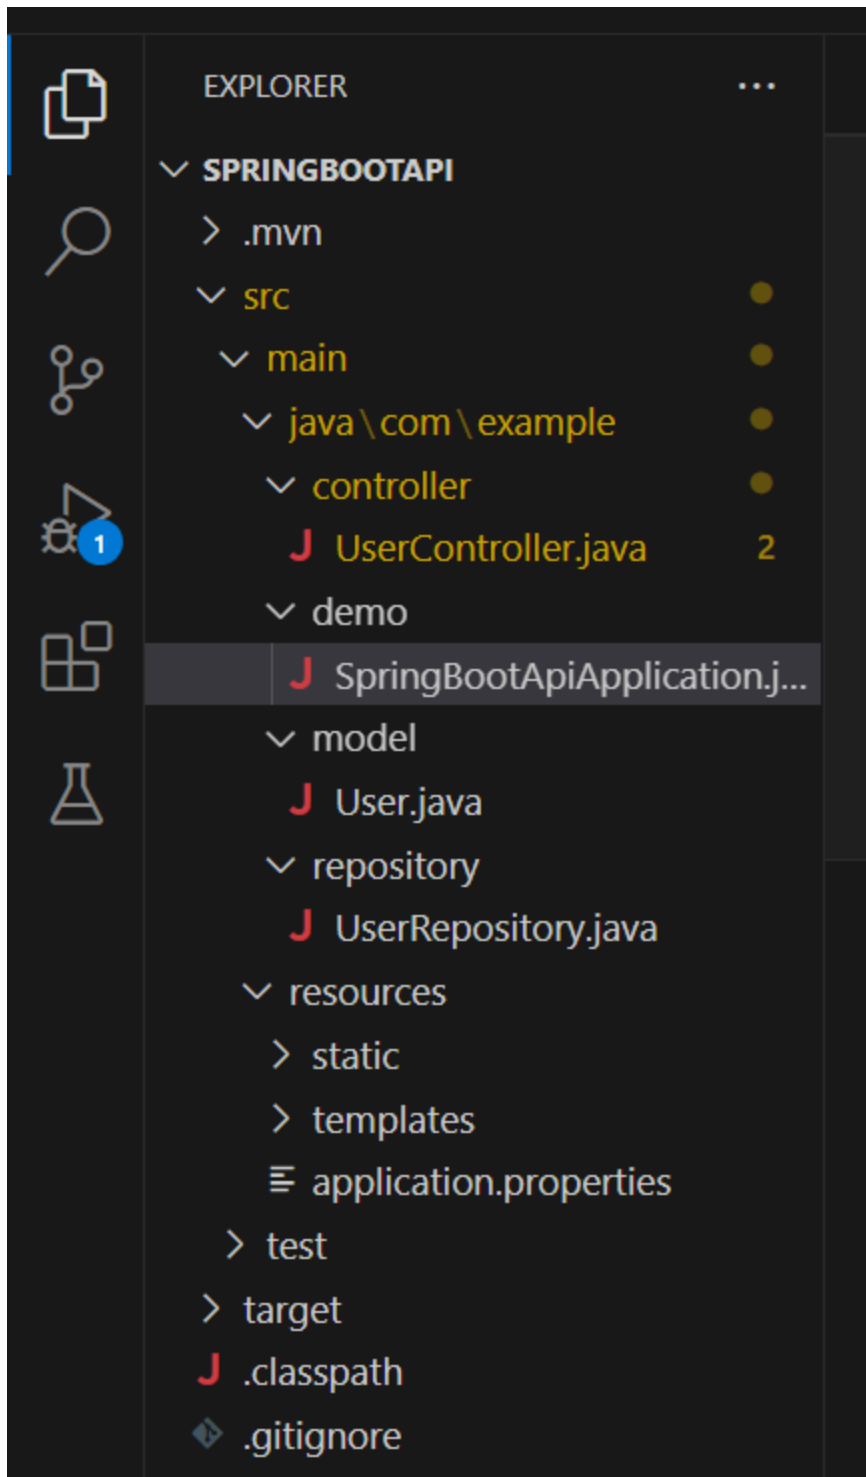 EXPLORER ...
SPRINGBOOTAPI
.mvn
src
main
java\com\example
controller
J UserController.java 2
1
demo
J SpringBootApiApplication.j...
model
J User.java
repository
J UserRepository.java
resources
static
templates
application.properties
test
target
J .classpath
.gitignore